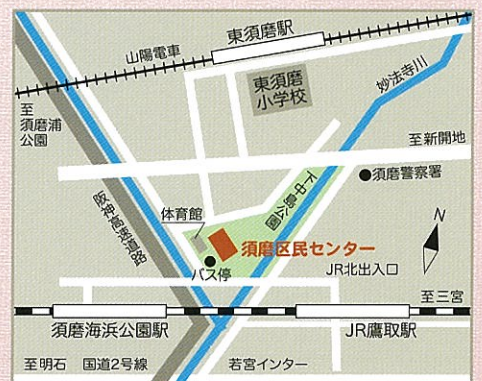 東須磨駅
山陽電車
東須磨
小学校
妙法寺川
至
須磨浦
公園
至新開地
須磨警察署
下中島公園
体育館
阪神高速道路
N
須磨区民センター
バス停
JR北出入口
至三宮
須磨海浜公園駅
JR鷹取駅
至明石
国道2号線
若宮インター